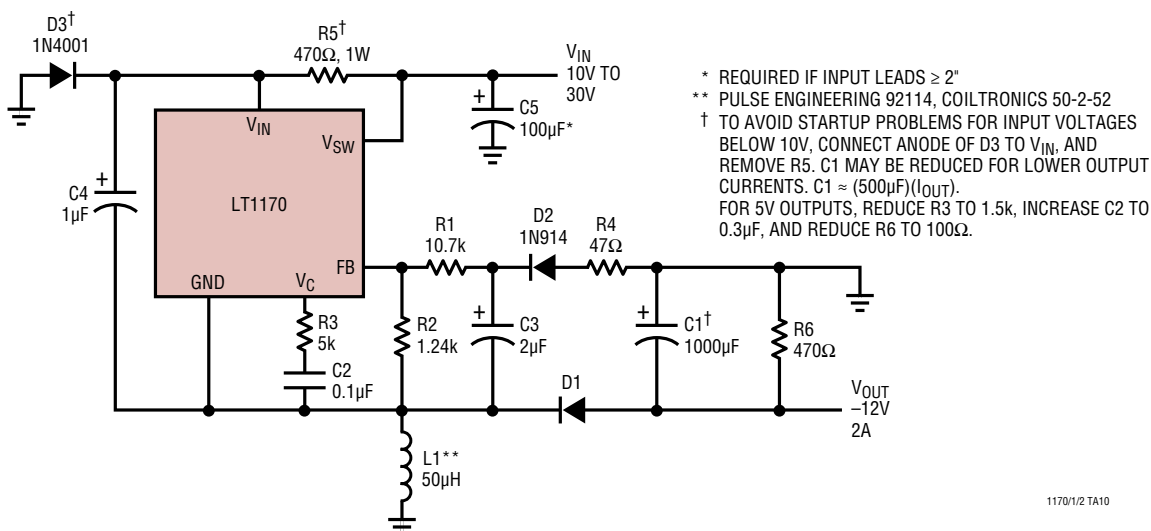 D3†
1N4001
R5†
470Ω, 1W
VIN
10V TO
30V
+
C5
100µF*
VIN
VSW
+
C4
1µF
LT1170
GND
VC
FB
R1
10.7k
D2
1N914
R4
47Ω
R3
5k
C2
0.1µF
R2
1.24k
+
C3
2µF
+
C1†
1000µF
R6
470Ω
D1
VOUT
–12V
2A
L1**
50µH
* REQUIRED IF INPUT LEADS ≥ 2"
** PULSE ENGINEERING 92114, COILTRONICS 50-2-52
† TO AVOID STARTUP PROBLEMS FOR INPUT VOLTAGES
BELOW 10V, CONNECT ANODE OF D3 TO VIN, AND
REMOVE R5. C1 MAY BE REDUCED FOR LOWER OUTPUT
CURRENTS. C1 ≈ (500µF)(IOUT).
FOR 5V OUTPUTS, REDUCE R3 TO 1.5k, INCREASE C2 TO
0.3µF, AND REDUCE R6 TO 100Ω.
1170/1/2 TA10